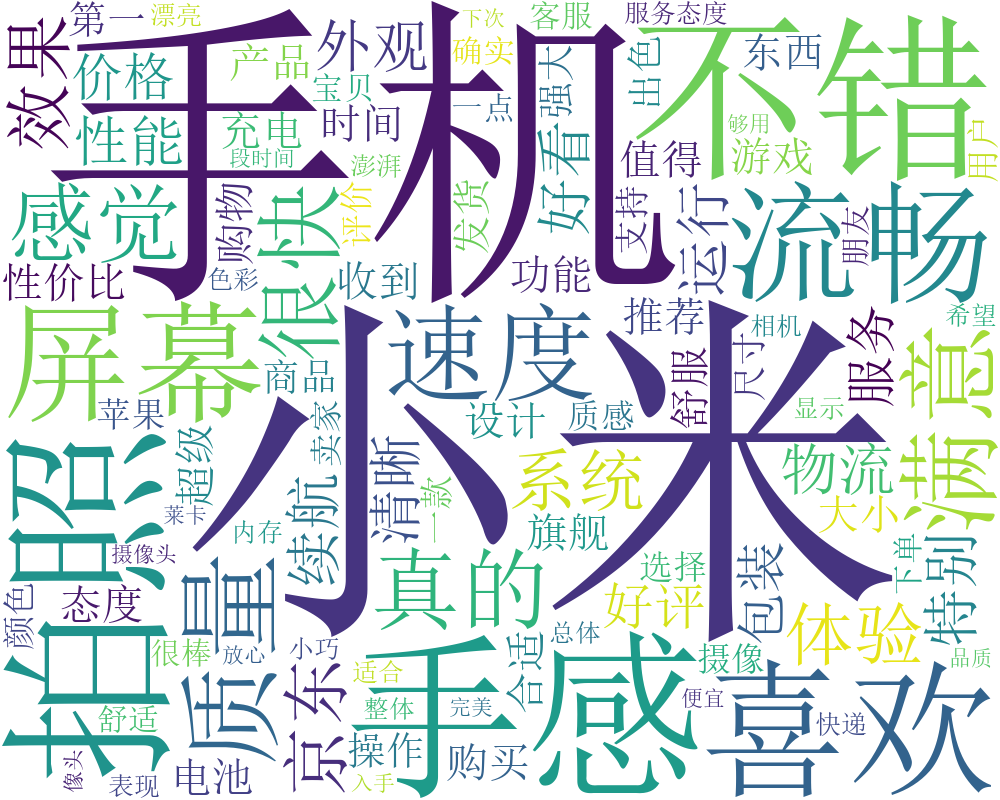 第一
漂亮
手机
外观
下次
客服
服务态度
不错
效果
价格
产品
宝贝
确实
强大
出色
东西
性能
充电
时间
一点
好看
够用
段时间
澎湃
值得
游戏
用户
感觉
很快
购物
评价
发货
支持
运行
流畅
朋友
性价比
色彩
收到
功能
屏幕
小米
速度
推荐
相机
希望
苹果
商品
设计
质感
舒服
尺寸
显示
服务
满意
拍照
超级
卖家
清晰
一款
系统
物流
莱卡
内存
续航
旗舰
大小
摄像头
质量
真的
选择
好评
包装
下单
特别
颜色
态度
很棒
放心
小巧
京东
适合
手感
合适
总体
摄像
体验
品质
舒适
整体
完美
喜欢
便宜
快递
像头
表现
电池
操作
入手
购买